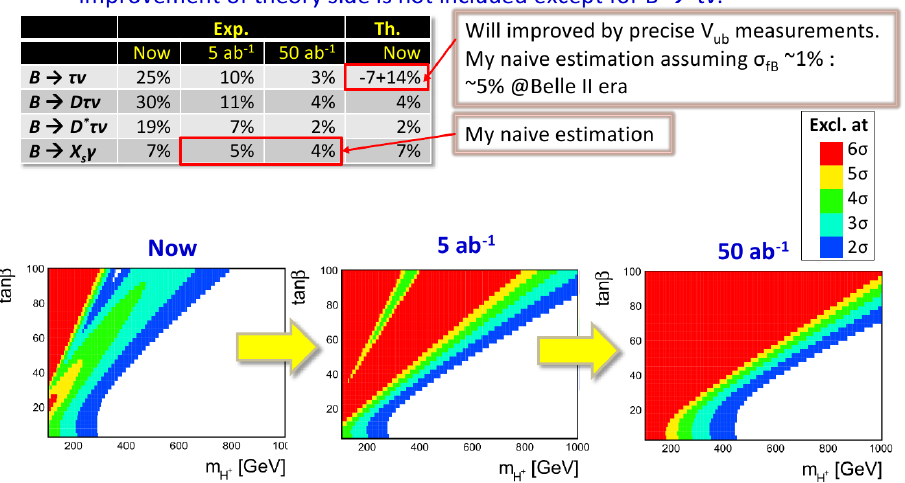 improvement of theory side is not included except for B → τν.
Exp. Th.
Now 5 ab-1 50 ab-1 Now
B → τν 25% 10% 3% -7+14%
B → Dτν 30% 11% 4% 4%
B → D*τν 19% 7% 2% 2%
B → Xsγ 7% 5% 4% 7%
Will improved by precise Vub measurements.
My naive estimation assuming σfB ~1% :
~5% @Belle II era
My naive estimation
Excl. at
6σ
5σ
4σ
3σ
2σ
Now
tanβ
100
80
60
40
20
200 400 600 800 100
mH+ [GeV]
5 ab-1
tanβ
100
80
60
40
20
200 400 600 800 1000
mH+ [GeV]
50 ab-1
tanβ
100
80
60
40
20
200 400 600 800 1000
mH+ [GeV]